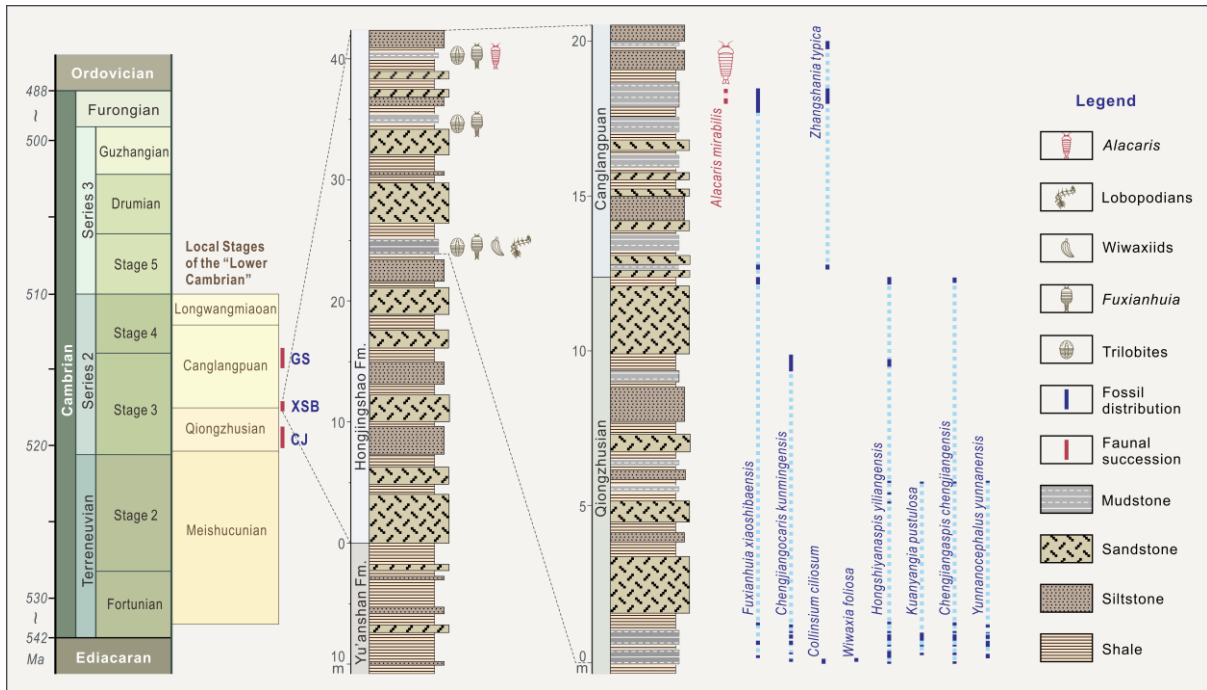 Ordovician
488
≀
Furongian
500
Guzhangian
Series 3
Drumian
Stage 5
Local Stages
of the “Lower
Cambrian”
510
Longwangmiaoan
Cambrian
Series 2
Stage 4
Canglangpuan
GS
Stage 3
XSB
Qiongzhusian
CJ
520
Terreneuvian
Stage 2
Meishucunian
Fortunian
530
≀
542
Ma
Ediacaran
40
30
20
10
0
10
m
Hongjingshao Fm.
Yu’anshan Fm.
20
15
10
5
0
m
Canglangpuan
Qiongzhusian
Alacaris mirabilis
Zhangshania typica
Fuxianhuia xiaoshibaensis
Chengjiangocaris kunmingensis
Collinsium ciliosum
Wiwaxia foliosa
Hongshiyanaspis yiliangensis
Kuanyangia pustulosa
Chengjiangaspis chengjiangensis
Yunnanocephalus yunnanensis
Legend
Alacaris
Lobopodians
Wiwaxiids
Fuxianhuia
Trilobites
Fossil
distribution
Faunal
succession
Mudstone
Sandstone
Siltstone
Shale